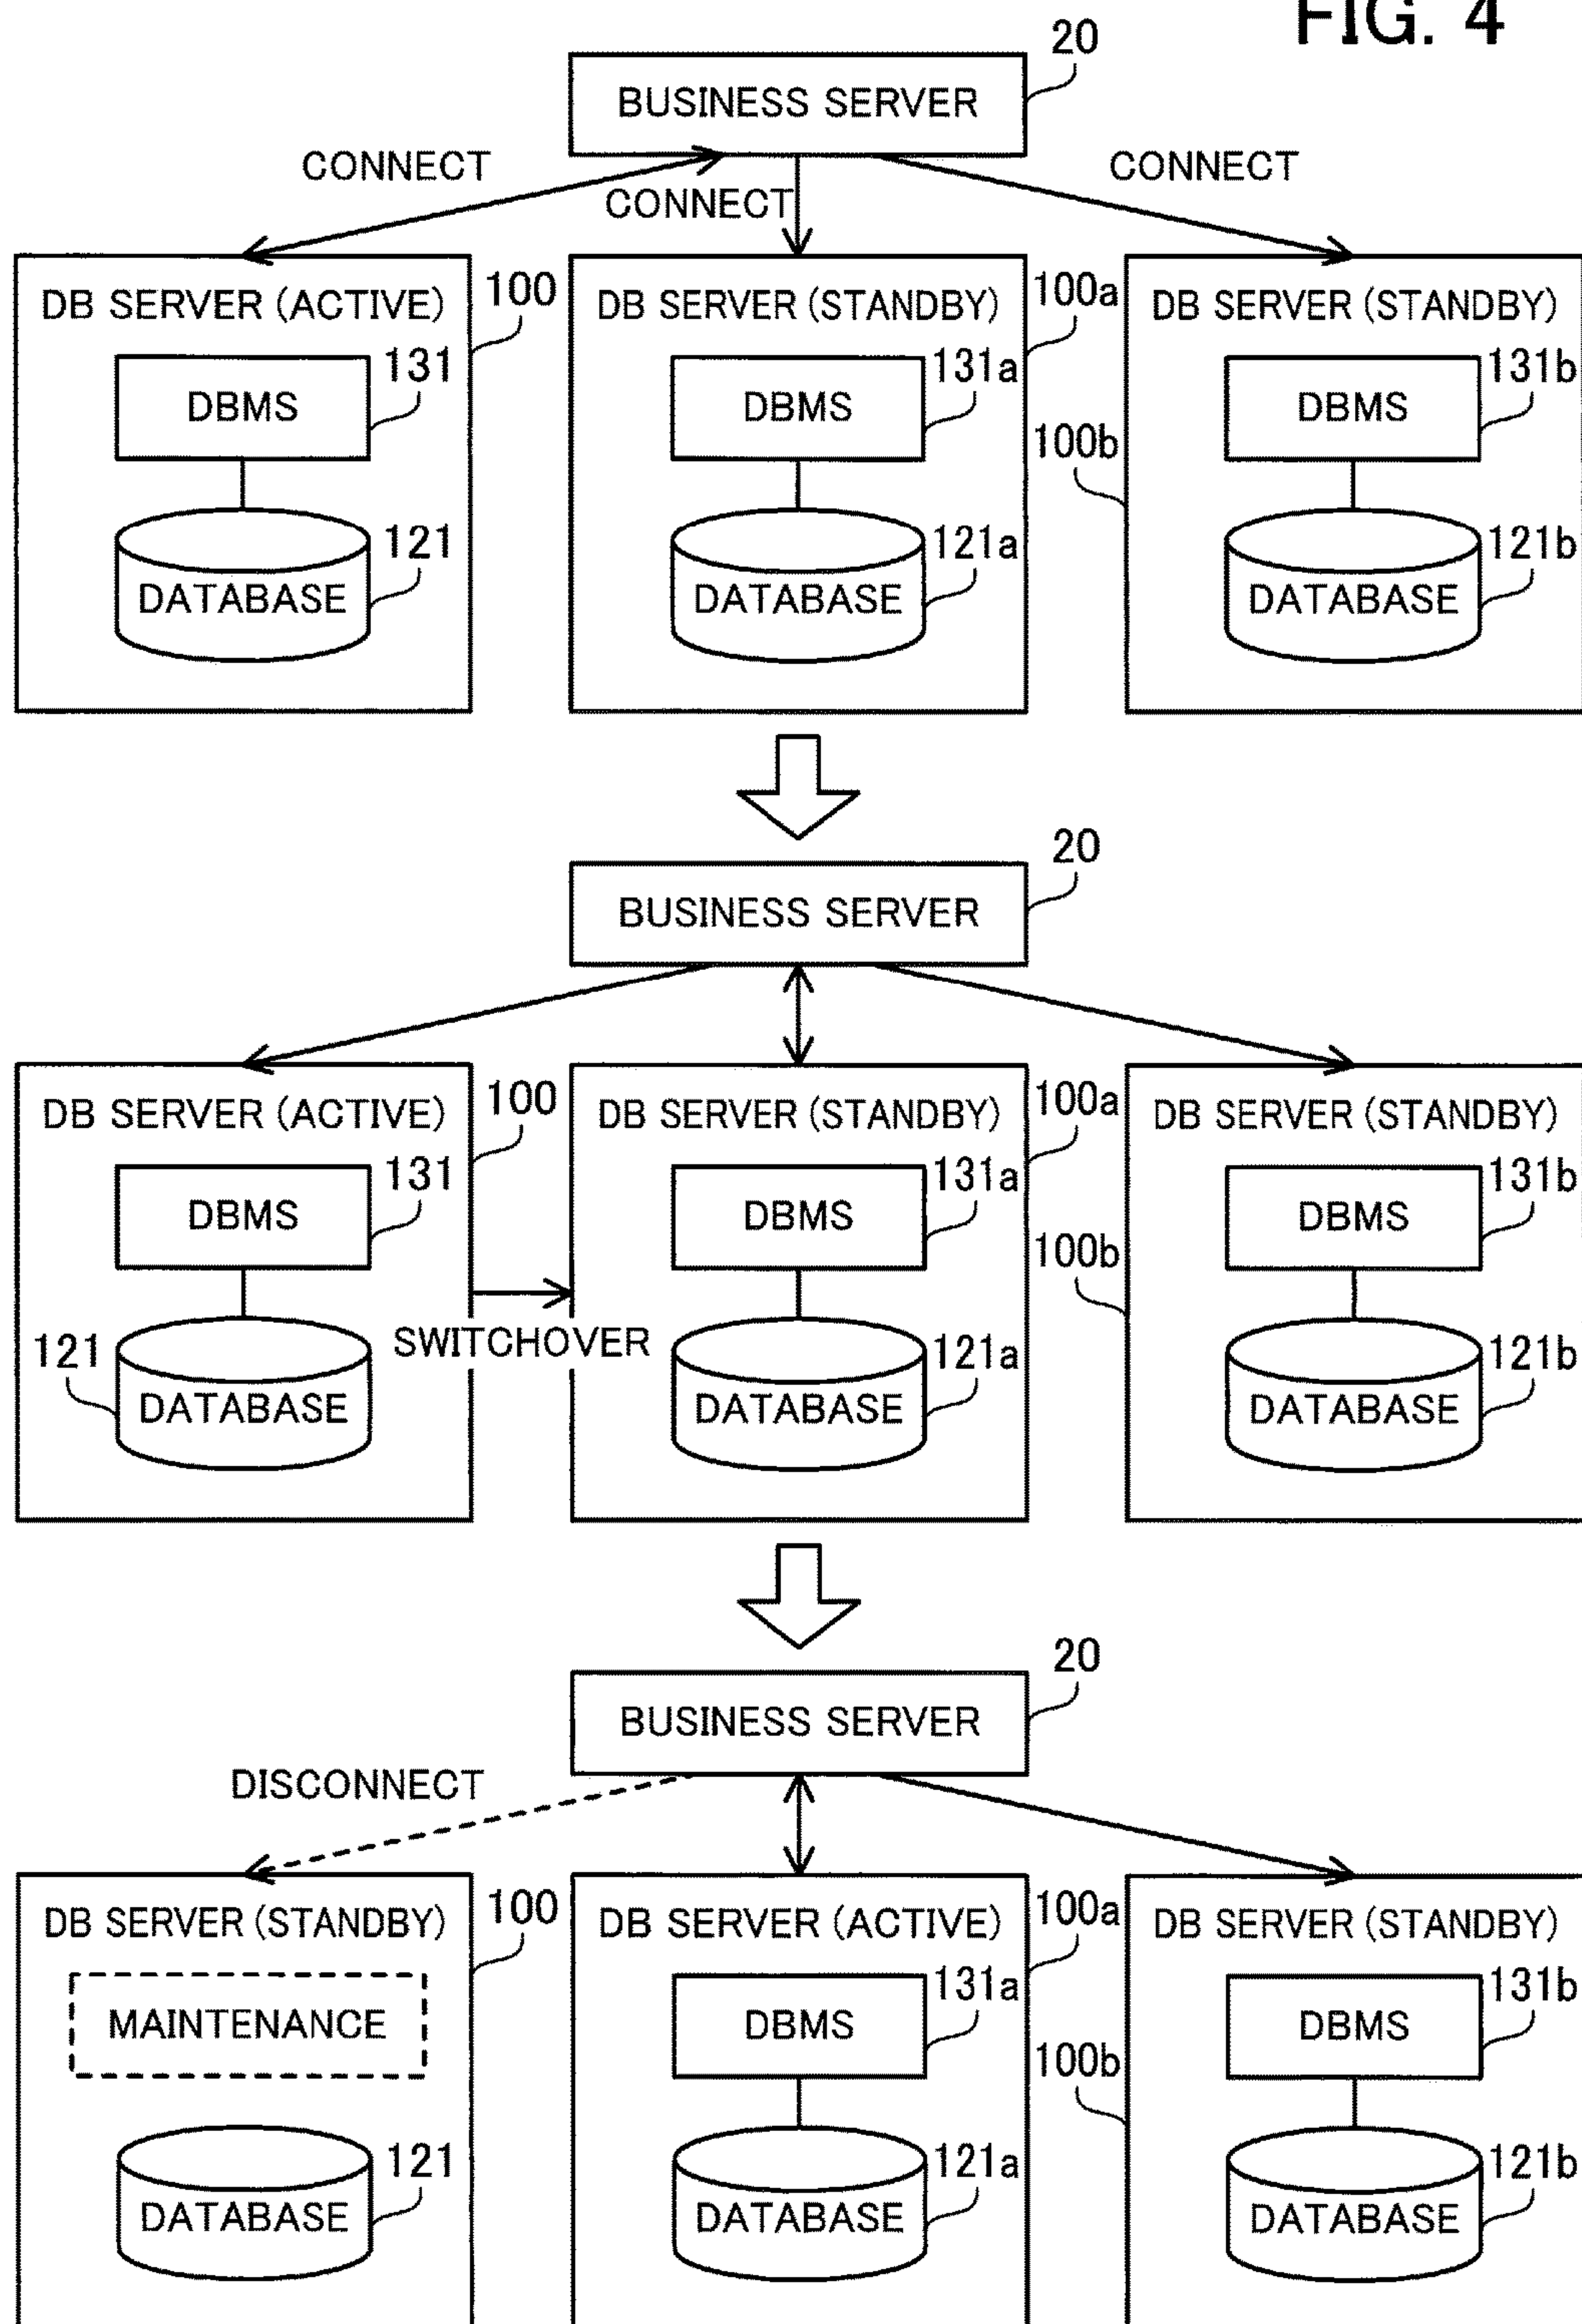 FIG. 4
20
BUSINESS SERVER
CONNECT
CONNECT
CONNECT
DB SERVER (ACTIVE)
100
DBMS
131
DATABASE
121
DB SERVER (STANDBY)
100a
DBMS
131a
DATABASE
121a
DB SERVER (STANDBY)
100b
DBMS
131b
DATABASE
121b
20
BUSINESS SERVER
DB SERVER (ACTIVE)
100
DBMS
131
121
DATABASE
SWITCHOVER
DB SERVER (STANDBY)
100a
DBMS
131a
DATABASE
121a
DB SERVER (STANDBY)
100b
DBMS
131b
DATABASE
121b
20
BUSINESS SERVER
DISCONNECT
DB SERVER (STANDBY)
100
MAINTENANCE
DATABASE
121
DB SERVER (ACTIVE)
100a
DBMS
131a
DATABASE
121a
DB SERVER (STANDBY)
100b
DBMS
131b
DATABASE
121b